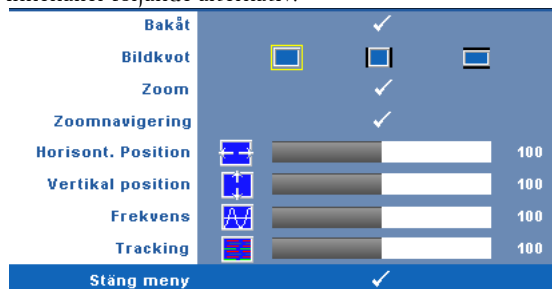 Bakåt
Bildkvot
Zoom
Zoomnavigering
Horisont. Position 100
Vertikal position 100
Frekvens 100
Tracking 100
Stäng meny